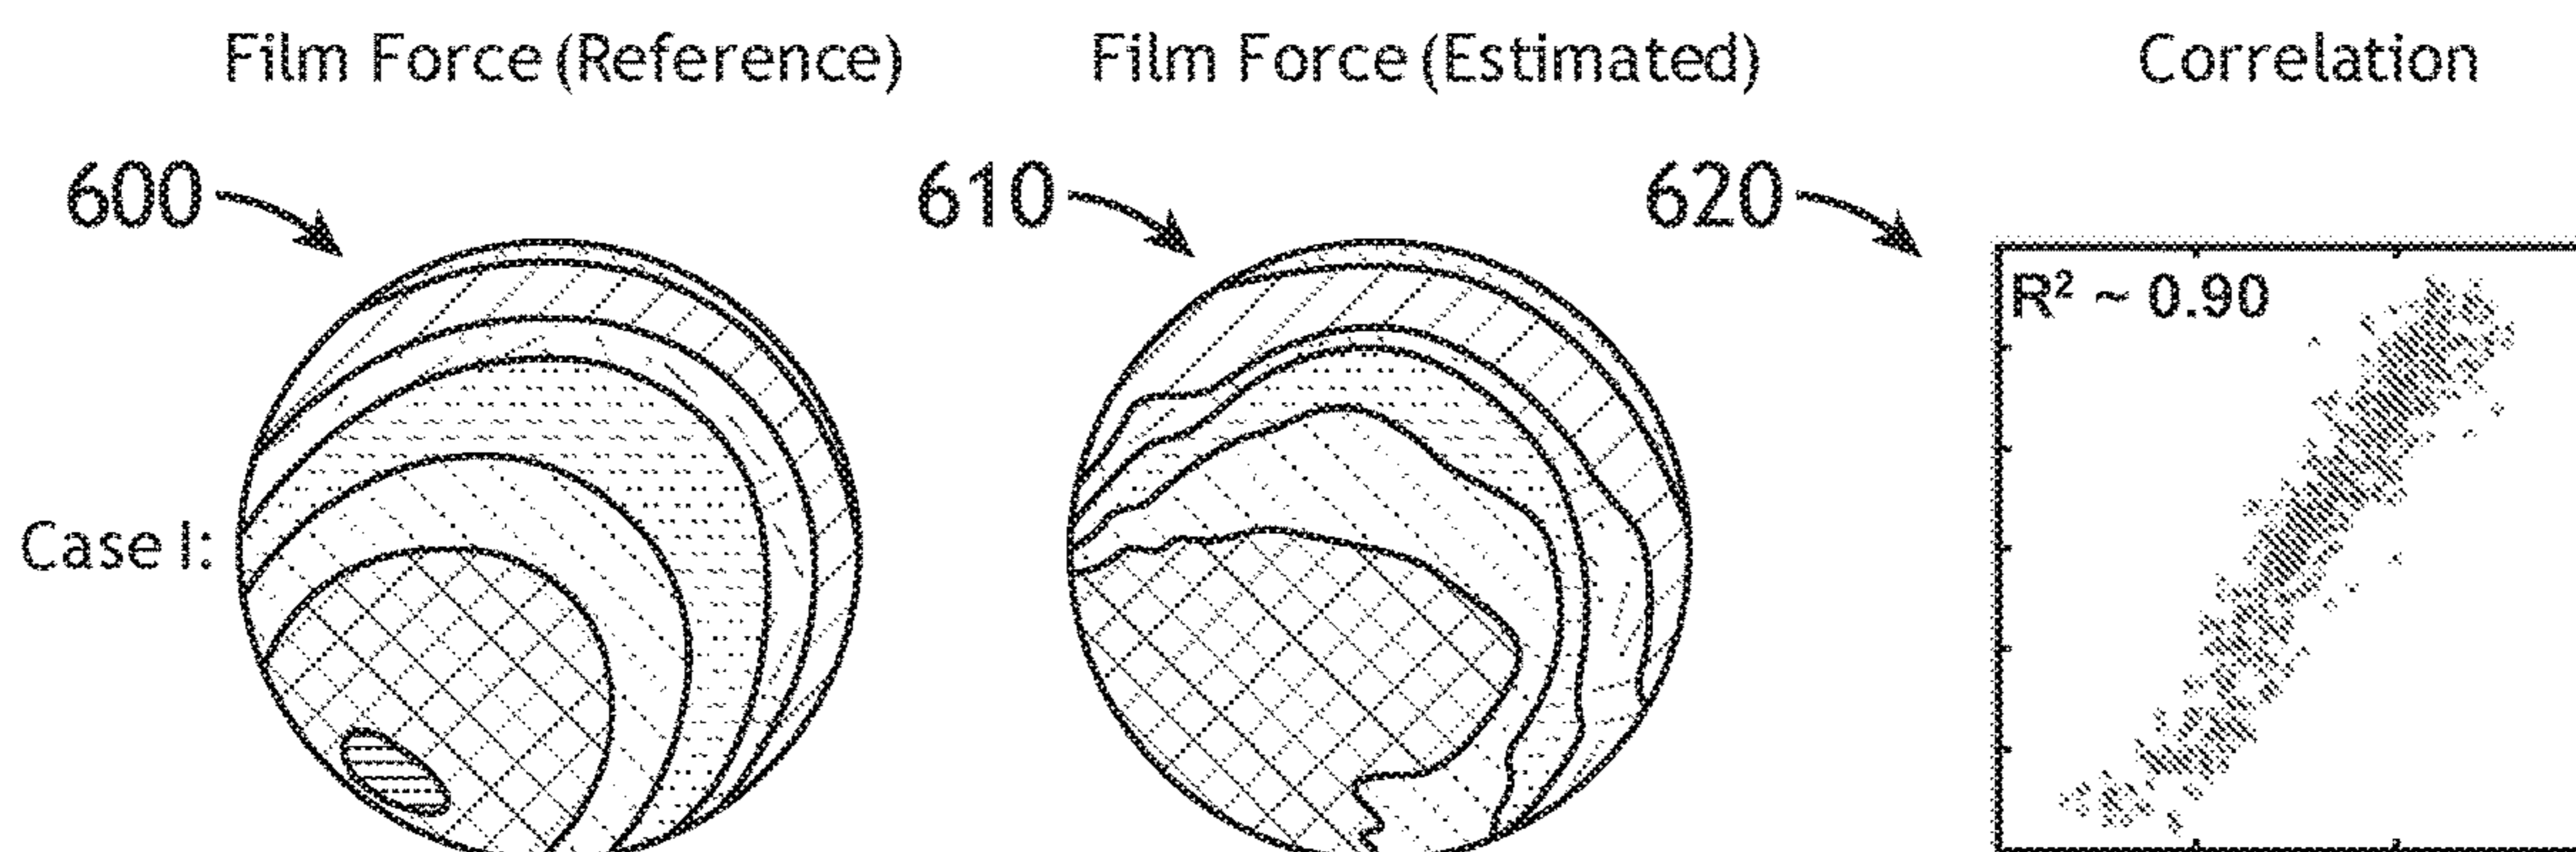 Film Force (Reference) Film Force (Estimated) Correlation
600 610 620
R² ~ 0.90
Case I: